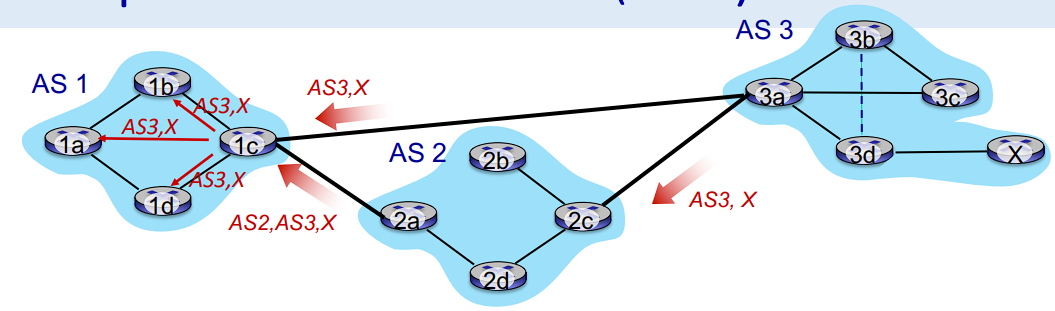 AS 1
1b
AS3,X
AS3,X
1a
1c
AS3,X
1d
AS3,X
AS2,AS3,X
AS 2
2b
2a
2c
2d
AS3, X
AS 3
3b
3a
3c
3d
X